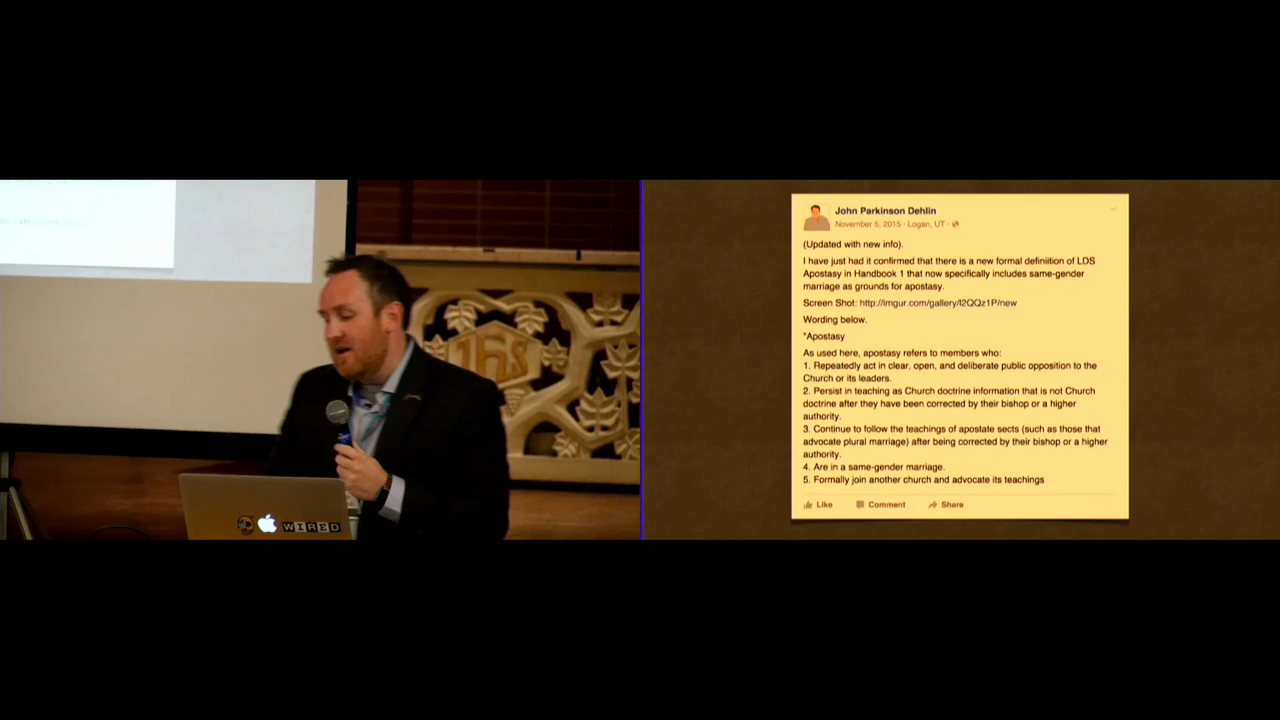 IHS
WIRED
John Parkinson Dehlin
November 5, 2015 · Logan, UT ·
(Updated with new info).
I have just had it confirmed that there is a new formal definiition of LDS
Apostasy in Handbook 1 that now specifically includes same-gender
marriage as grounds for apostasy.
Screen Shot: http://imgur.com/gallery/l2QQz1P/new
Wording below.
"Apostasy
As used here, apostasy refers to members who:
1. Repeatedly act in clear, open, and deliberate public opposition to the
Church or its leaders.
2. Persist in teaching as Church doctrine information that is not Church
doctrine after they have been corrected by their bishop or a higher
authority.
3. Continue to follow the teachings of apostate sects (such as those that
advocate plural marriage) after being corrected by their bishop or a higher
authority.
4. Are in a same-gender marriage.
5. Formally join another church and advocate its teachings
Like Comment Share